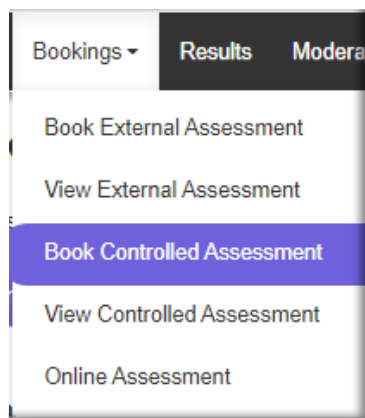 Bookings Results Modera
Book External Assessment
View External Assessment
Book Controlled Assessment
View Controlled Assessment
Online Assessment